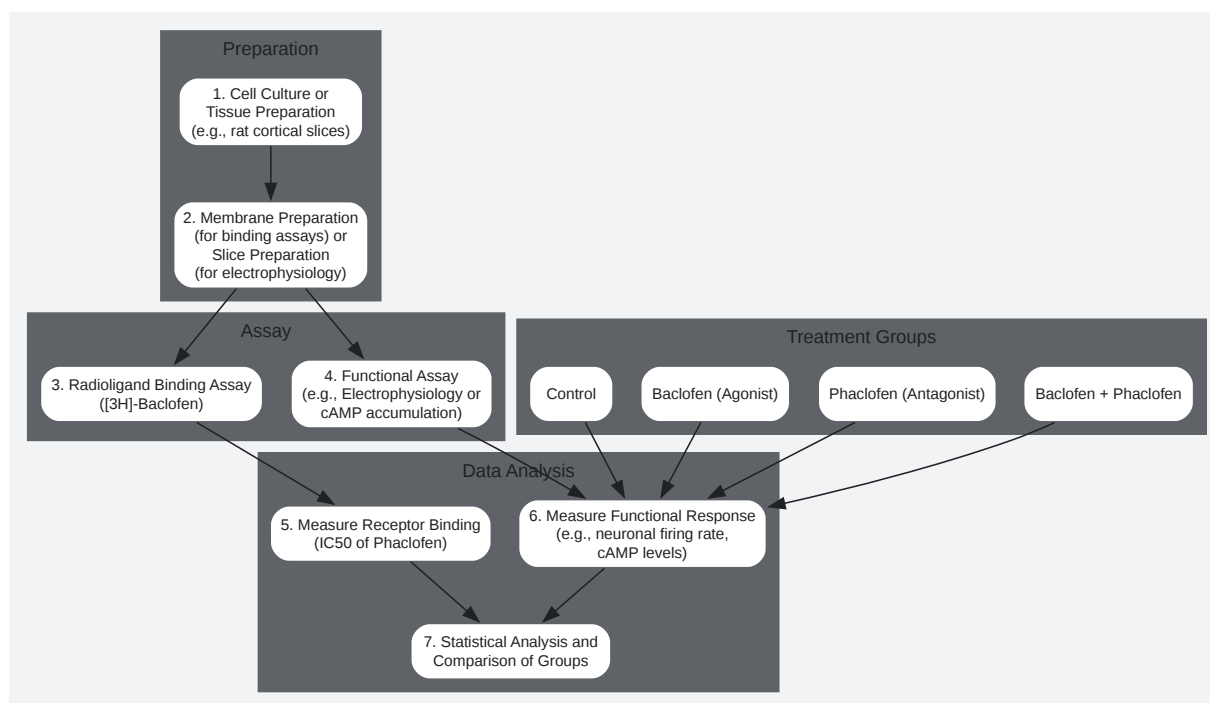 Preparation
1. Cell Culture or
Tissue Preparation
(e.g., rat cortical slices)
2. Membrane Preparation
(for binding assays) or
Slice Preparation
(for electrophysiology)
Assay
3. Radioligand Binding Assay
([3H]-Baclofen)
4. Functional Assay
(e.g., Electrophysiology or
cAMP accumulation)
Treatment Groups
Control
Baclofen (Agonist)
Phaclofen (Antagonist)
Baclofen + Phaclofen
Data Analysis
5. Measure Receptor Binding
(IC50 of Phaclofen)
6. Measure Functional Response
(e.g., neuronal firing rate,
cAMP levels)
7. Statistical Analysis and
Comparison of Groups